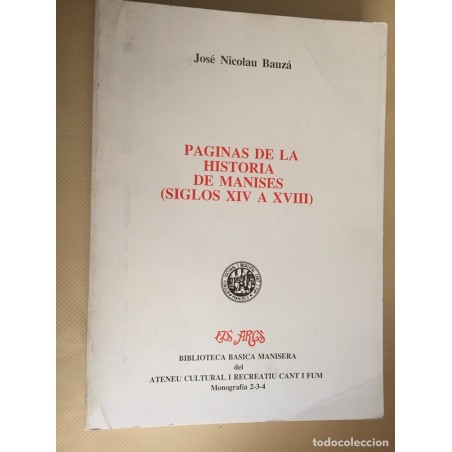 José Nicolau Bauzá
PAGINAS DE LA
HISTORIA
DE MANISES
(SIGLOS XIV A XVIII)
ELS ARCS
BIBLIOTECA BASICA MANISERA
del
ATENEU CULTURAL I RECREATIU CANT I FUM
Monografía 2-3-4
todocoleccion